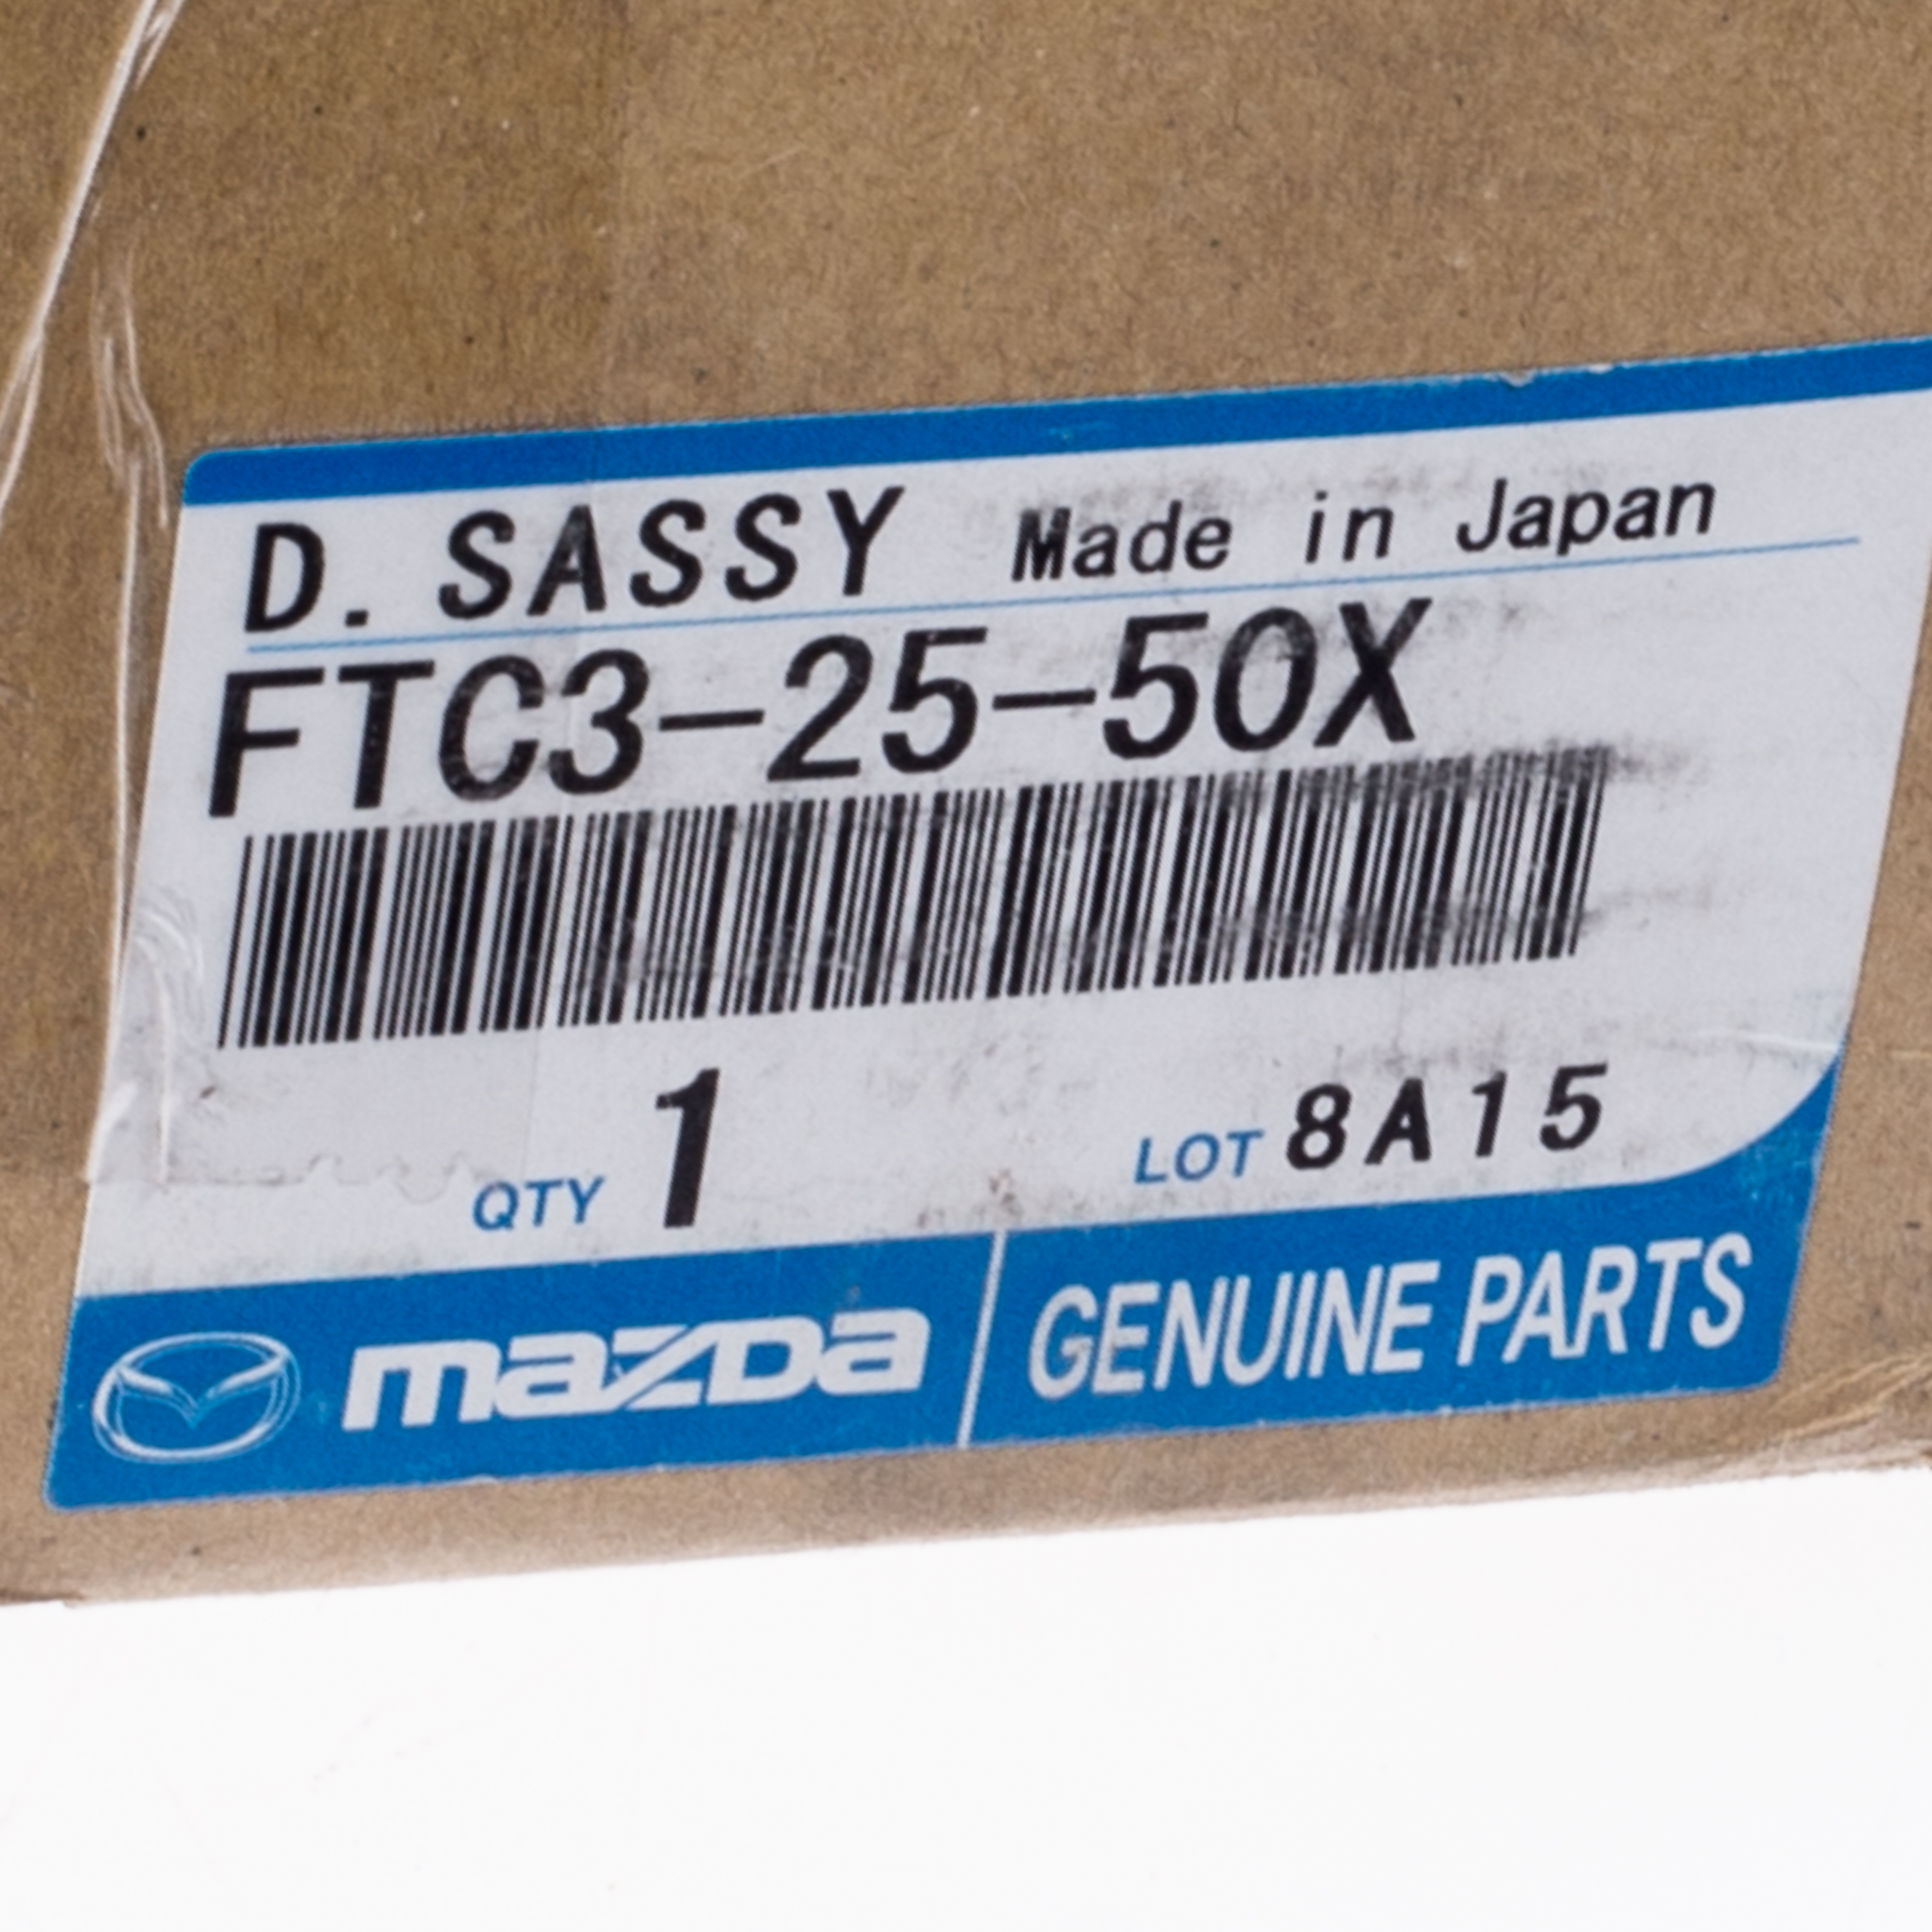 D. SASSY Made in Japan
FTC3-25-50X
QTY 1 LOT 8A15
mazda GENUINE PARTS